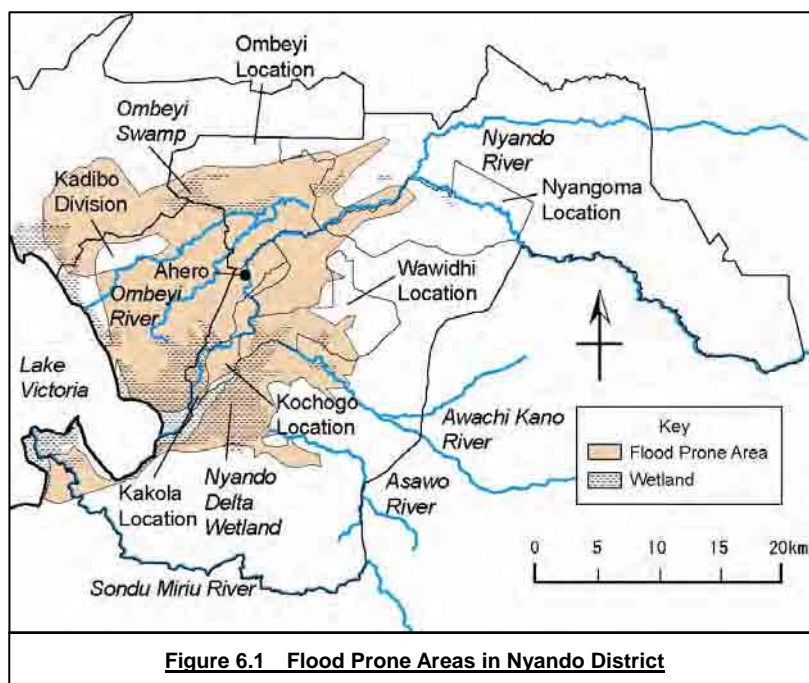 Ombeyi
Location
Ombeyi
Swamp
Nyando
River
Kadibo
Division
Nyangoma
Location
Ahero
Ombeyi
River
Wawidhi
Location
Lake
Victoria
Kochogo
Location
Awachi Kano
River
Key
Flood Prone Area
Wetland
Kakola
Location
Nyando
Delta
Wetland
Asawo
River
Sondu Miriu River
0 5 10 15 20km
Figure 6.1 Flood Prone Areas in Nyando District